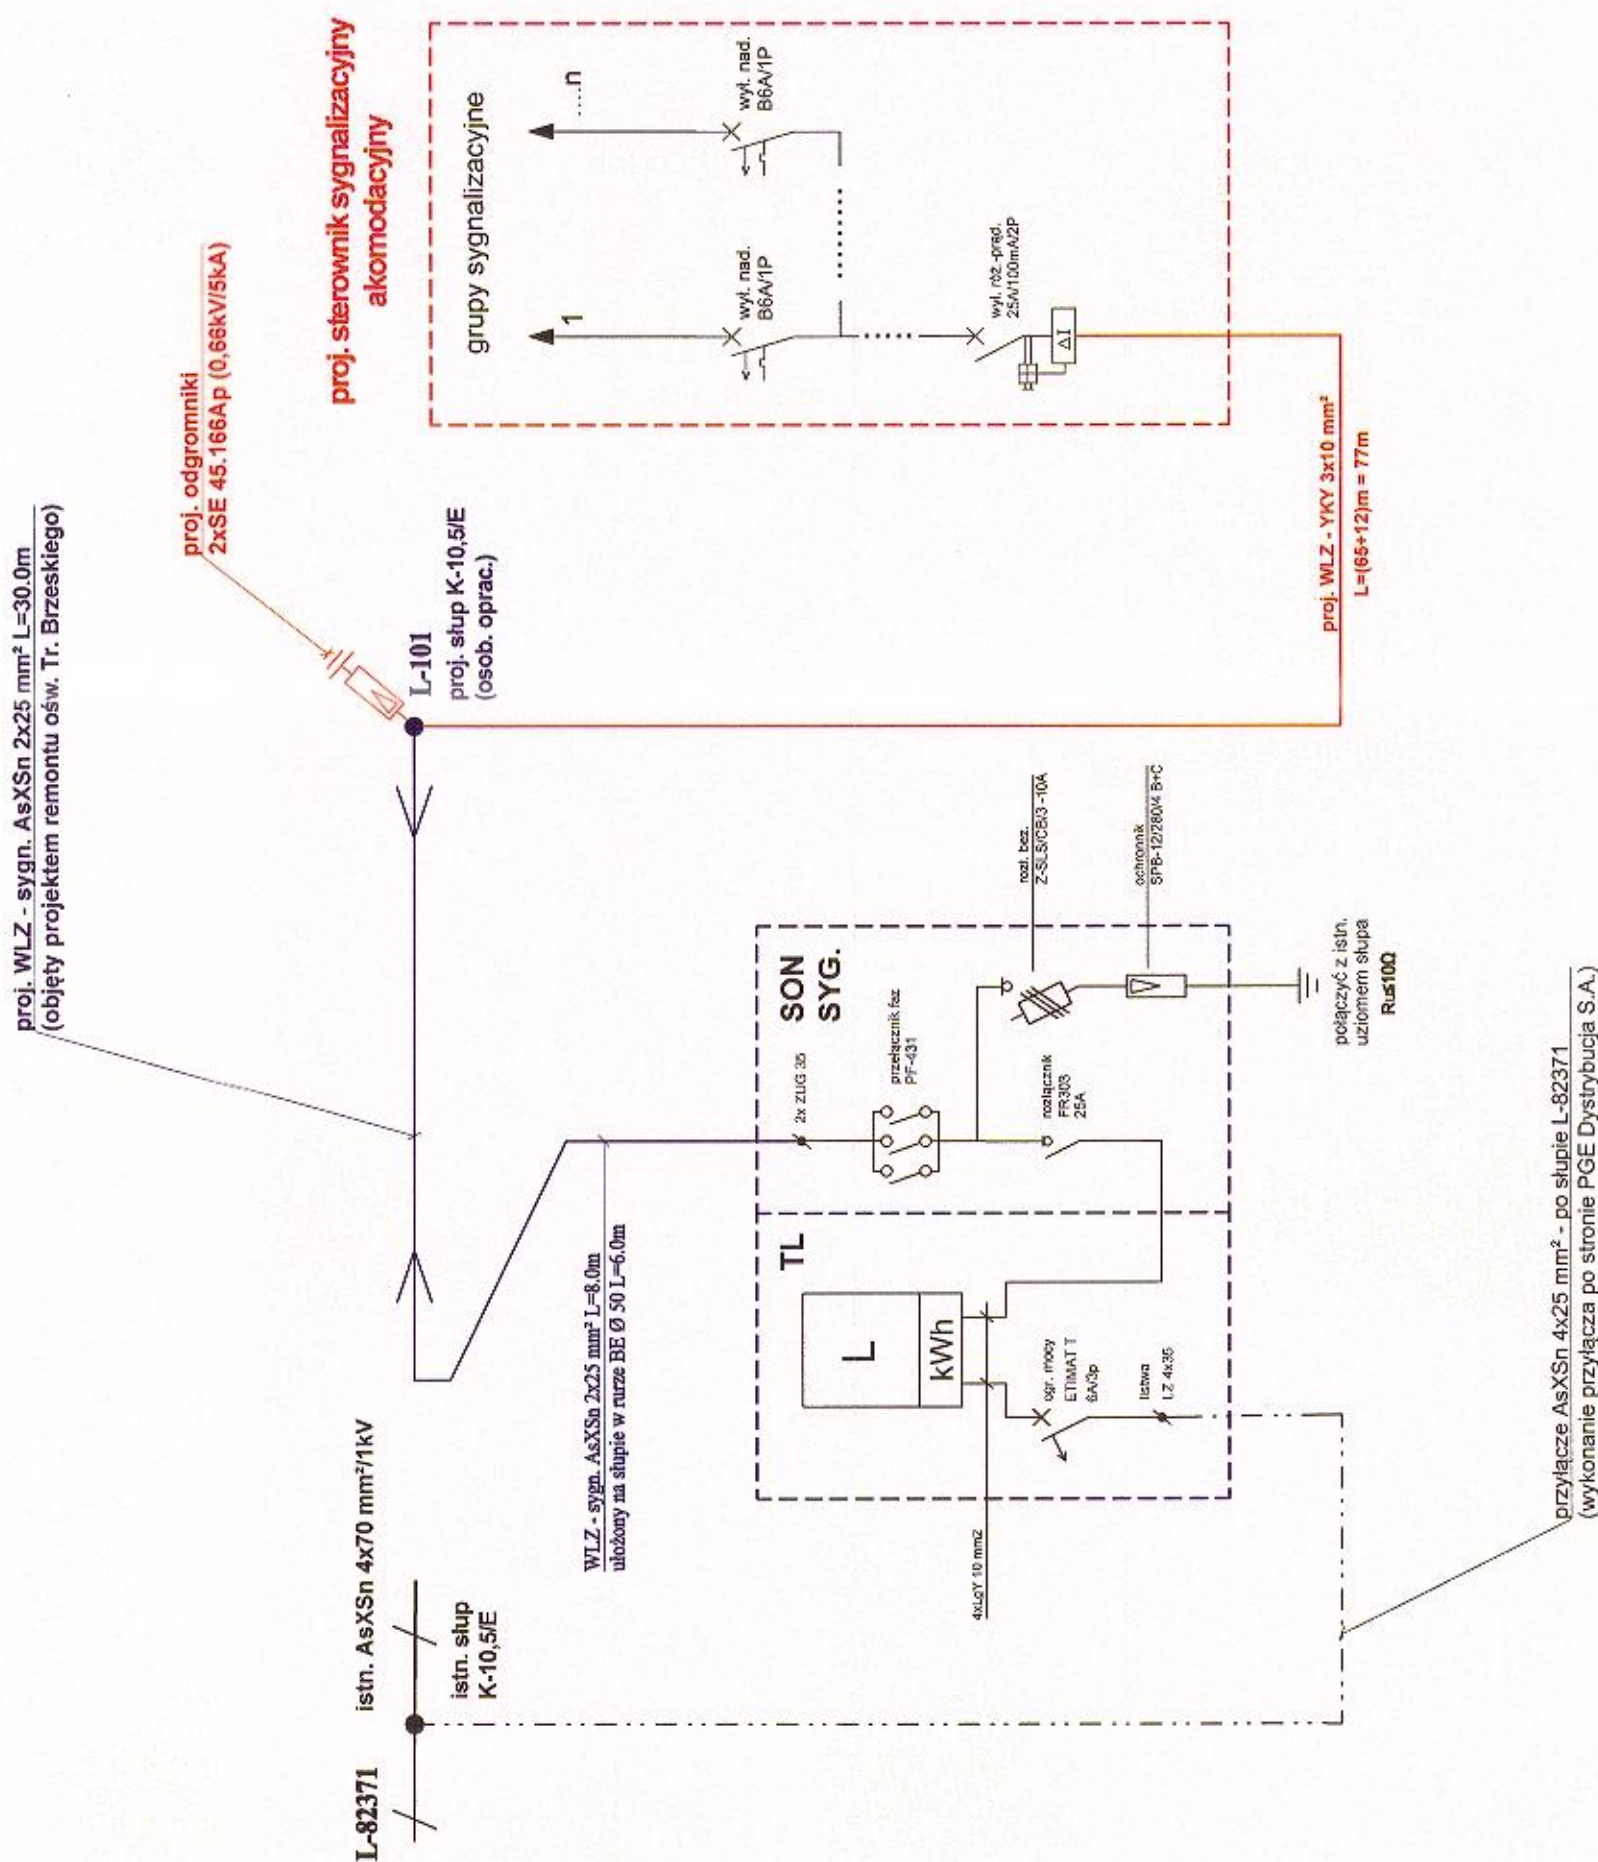 proj. WLZ - sygn. AsXSn 2x25 mm² L=30.0m
(objęty projektem remontu ośw. Tr. Brzeskiego)
proj. odgromniki
2xSE 45.166Ap (0,66kV/5kA)
proj. sterownik sygnalizacyjny
akomodacyjny
grupy sygnalizacyjne
1
....n
wył. nad.
B6A/1P
wył. nad.
B6A/1P
wył. róż.-prąd.
25A/100mA/2P
ΔI
L-101
proj. słup K-10,5/E
(osob. oprac.)
proj. WLZ - YKY 3x10 mm²
L=(65+12)m = 77m
L-82371
istn. AsXSn 4x70 mm²/1kV
istn. słup
K-10,5/E
WLZ - sygn. AsXSn 2x25 mm² L=8.0m
ułożony na słupie w rurze BE Ø 50 L=6.0m
TL
L
kWh
4xLgY 10 mm2
ogr. mocy
ETIMAT T
6A/3p
listwa
LZ 4x35
SON
SYG.
2x ZUG 35
przełącznik faz
PF-431
rozłącznik
FR303
25A
rozł. bez.
Z-SLS/CB/3 -10A
ochronnik
SPB-12/280/4 B+C
połączyć z istn.
uziomem słupa
Ru≤10Ω
przyłącze AsXSn 4x25 mm² - po słupie L-82371
(wykonanie przyłącza po stronie PGE Dystrybucja S.A.)